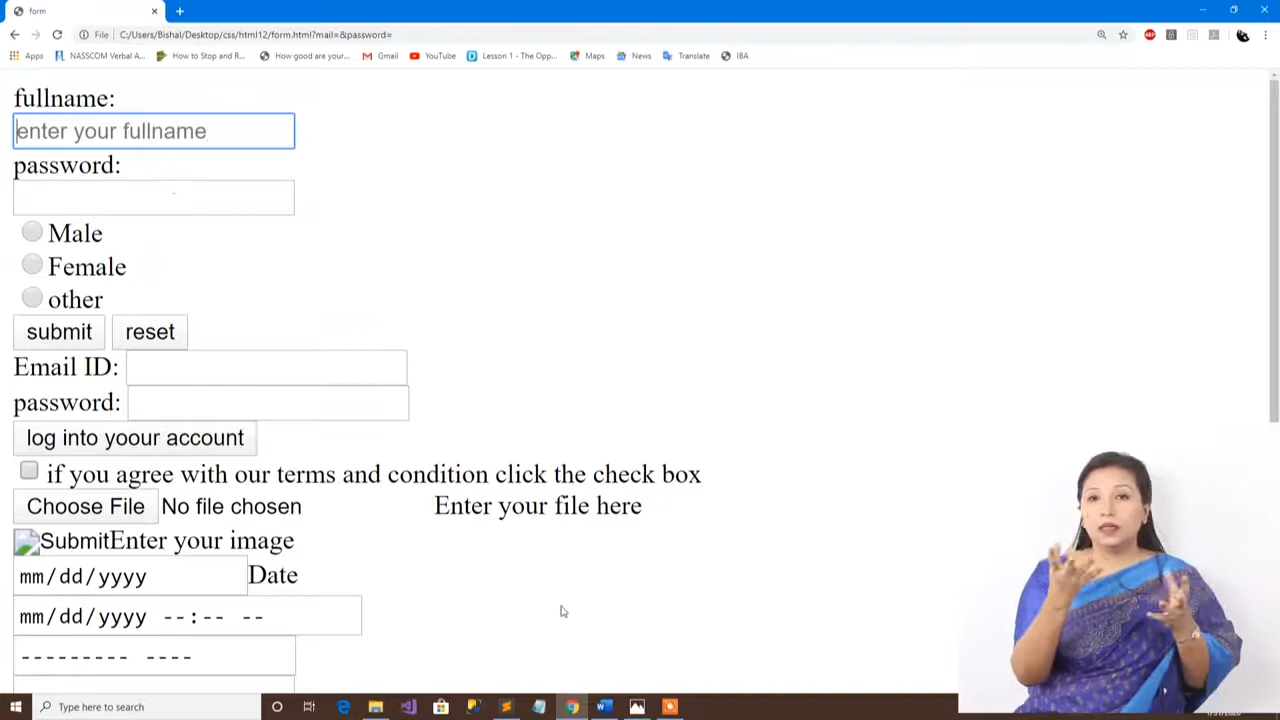 form
File C:/Users/Bishal/Desktop/css/html12/form.html?mail=&password=
Apps NASSCOM Verbal A... How to Stop and R... How good are your... Gmail YouTube Lesson 1 - The Opp... Maps News Translate IBA
fullname:
enter your fullname
password:
Male
Female
other
submit reset
Email ID:
password:
log into yoour account
if you agree with our terms and condition click the check box
Choose File No file chosen Enter your file here
SubmitEnter your image
mm/dd/yyyy Date
mm/dd/yyyy --:-- --
--------- ----
Type here to search